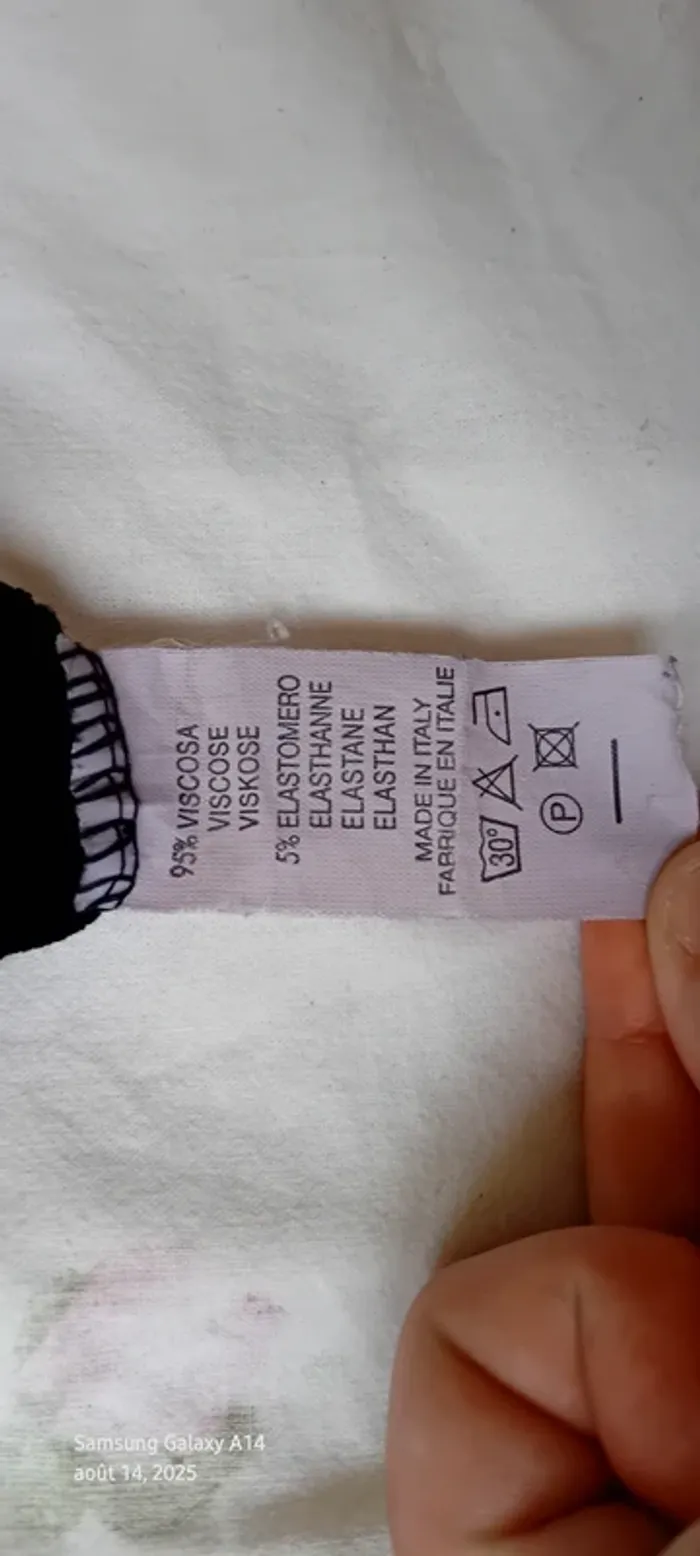 95% VISCOSA
VISCOSE
VISKOSE
5% ELASTOMERO
ELASTHANNE
ELASTANE
ELASTHAN
MADE IN ITALY
FABRIQUE EN ITALIE
30°
P
Samsung Galaxy A14
août 14, 2025